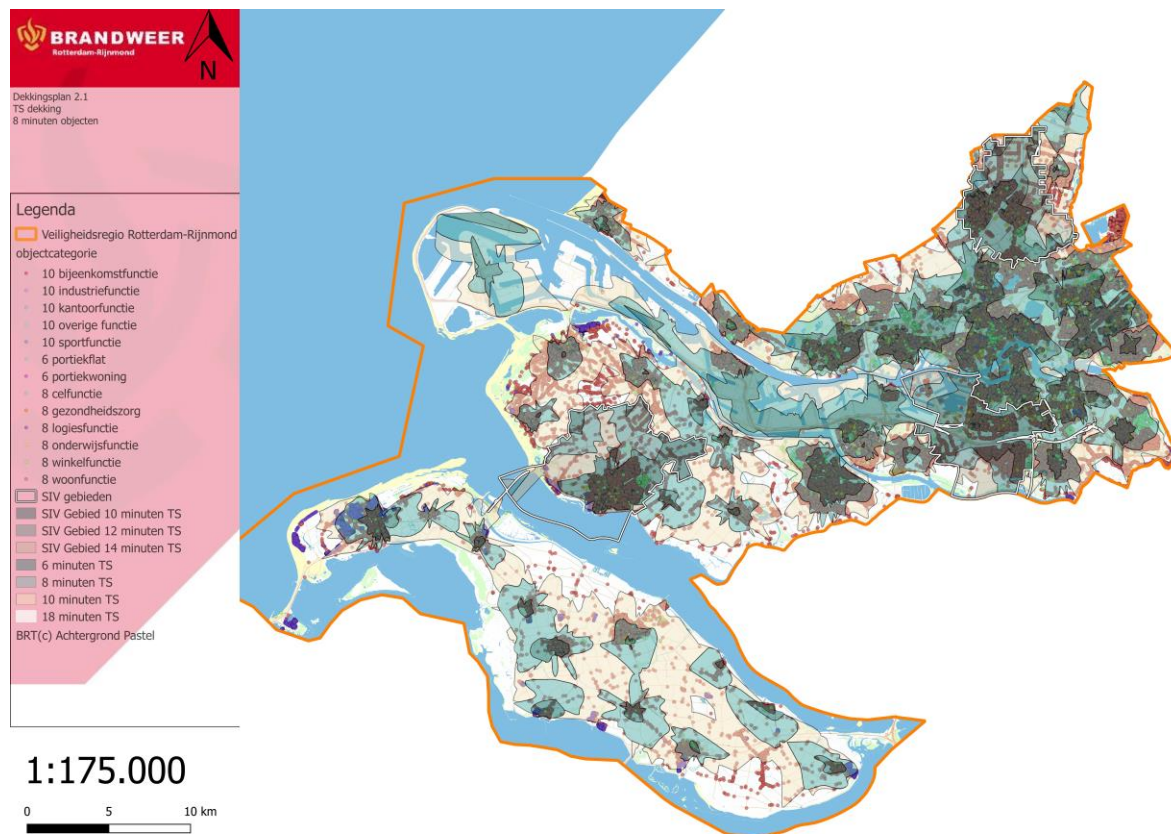 BRANDWEER
Rotterdam-Rijnmond
N
Dekkingsplan 2.1
TS dekking
8 minuten objecten
Legenda
Veiligheidsregio Rotterdam-Rijnmond
objectcategorie
10 bijeenkomstfunctie
10 industriefunctie
10 kantoorfunctie
10 overige functie
10 sportfunctie
6 portiekflat
6 portiekwoning
8 celfunctie
8 gezondheidszorg
8 logiesfunctie
8 onderwijsfunctie
8 winkelfunctie
8 woonfunctie
SIV gebieden
SIV Gebied 10 minuten TS
SIV Gebied 12 minuten TS
SIV Gebied 14 minuten TS
6 minuten TS
8 minuten TS
10 minuten TS
18 minuten TS
BRT(c) Achtergrond Pastel
1:175.000
0 5 10 km